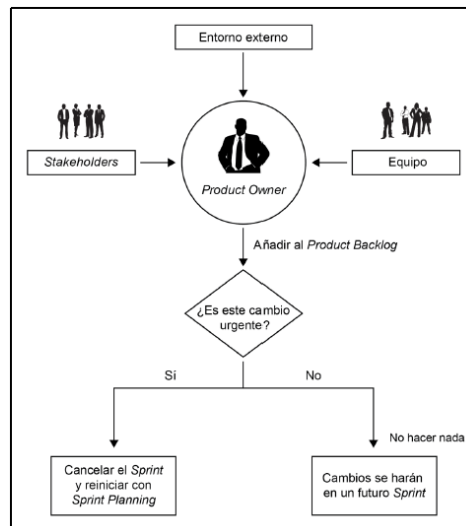 Entorno externo
Stakeholders
Product Owner
Equipo
Añadir al Product Backlog
¿Es este cambio
urgente?
Si
No
No hacer nada
Cancelar el Sprint
y reiniciar con
Sprint Planning
Cambios se harán
en un futuro Sprint